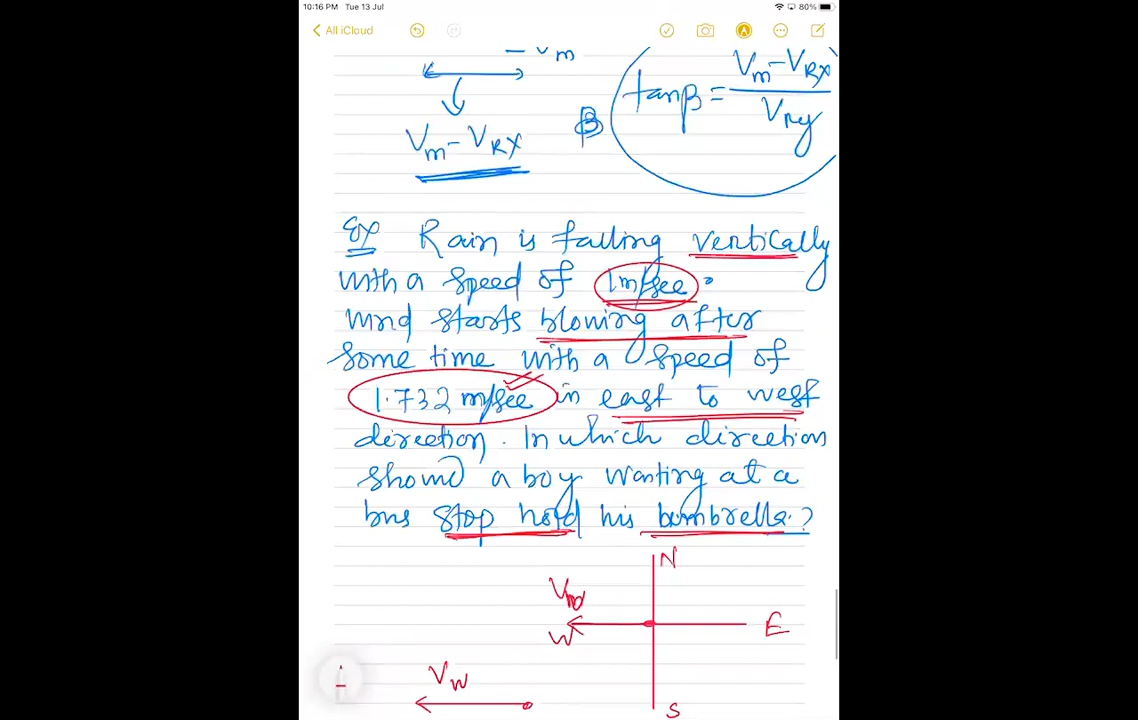 10:16 PM Tue 13 Jul
80%
All iCloud
- Vm
tanβ = Vm-VRX
VRy
Vm-VRX
β
Ex Rain is falling vertically
with a speed of 1m/sec.
wind starts blowing after
some time with a speed of
1.732 m/sec in east to west
direction. In which direction
should a boy waiting at a
bus stop hold his bumbrella.?
N
W
E
Vw
S